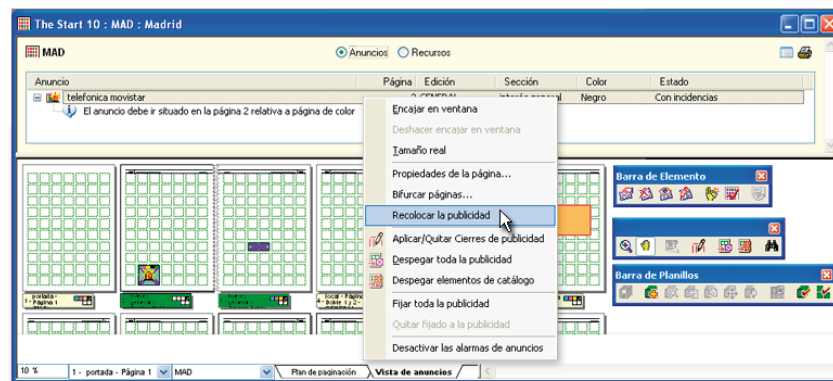 The Start 10 : MAD : Madrid
MAD
Anuncios
Recursos
Anuncio Página Edición Sección Color Estado
telefonica movistar 2 GENERAL interés general Negro Con incidencias
El anuncio debe ir situado en la página 2 relativa a página de color
Encajar en ventana
Deshacer encajar en ventana
Tamaño real
Propiedades de la página...
Bifurcar páginas...
Recolocar la publicidad
Aplicar/Quitar Cierres de publicidad
Despegar toda la publicidad
Despegar elementos de catálogo
Fijar toda la publicidad
Quitar fijado a la publicidad
Desactivar las alarmas de anuncios
Barra de Elemento
Barra de Planillos
1 - portada - Página 1
10 %
1 - portada - Página 1
MAD
Plan de paginación
Vista de anuncios